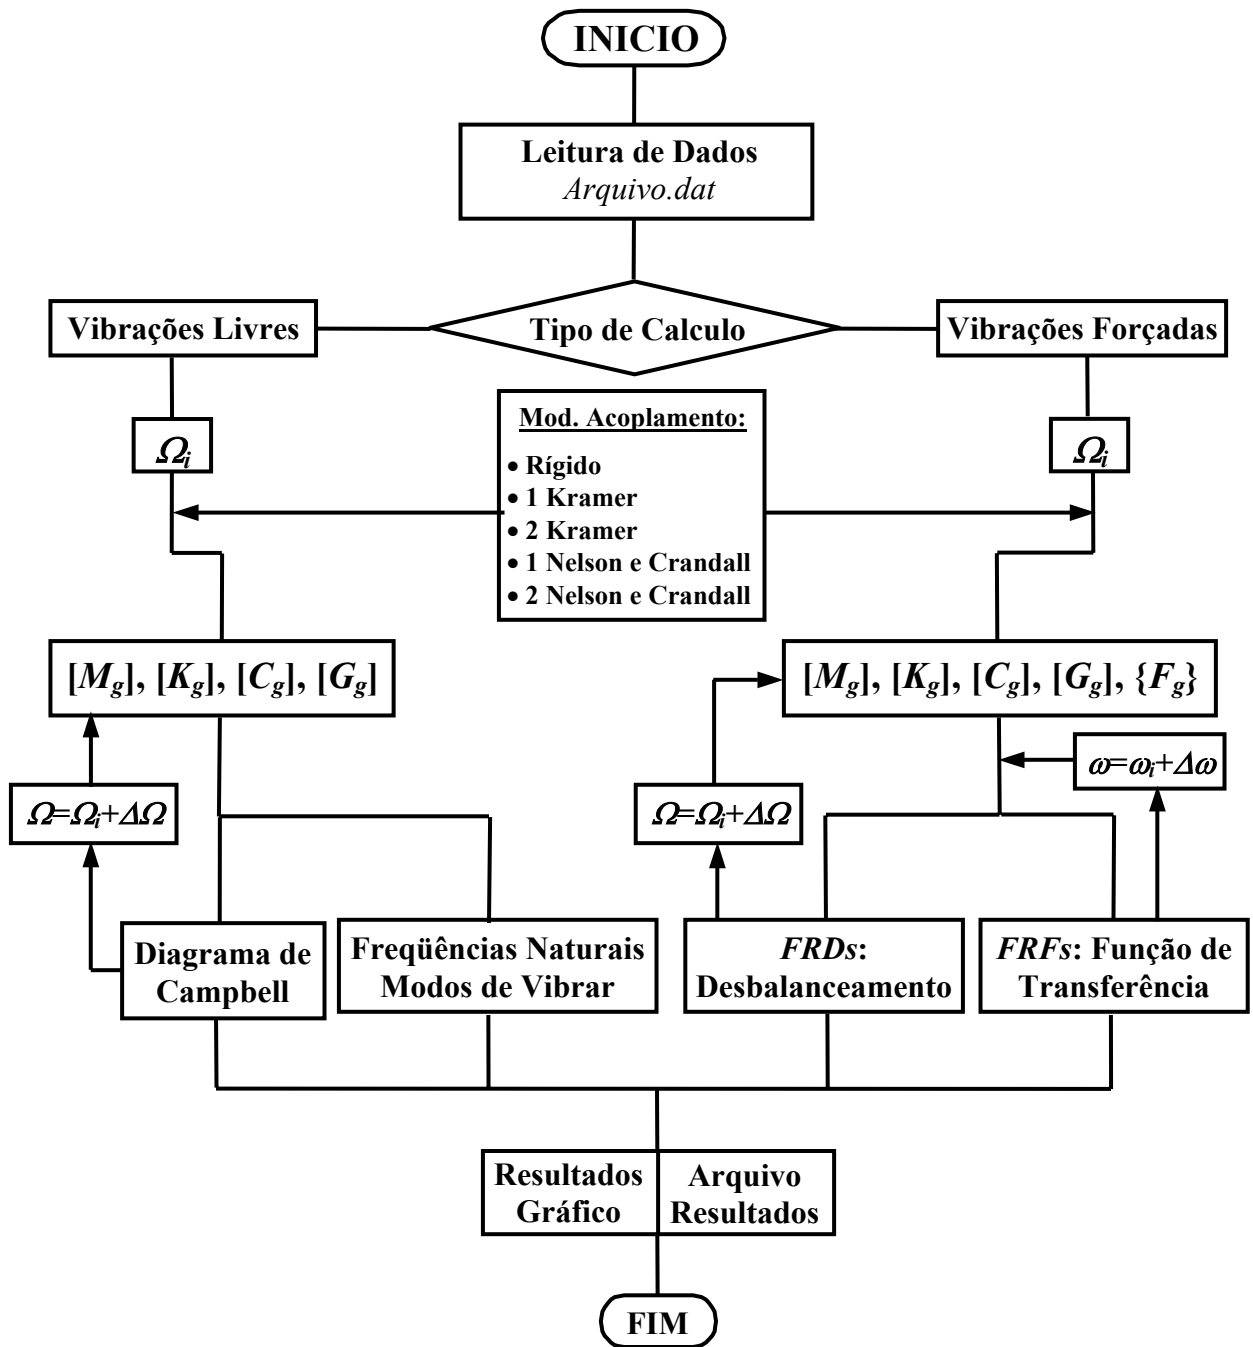 INICIO
Leitura de Dados
Arquivo.dat
Vibrações Livres
Tipo de Calculo
Vibrações Forçadas
Ωi
Mod. Acoplamento:
• Rígido
• 1 Kramer
• 2 Kramer
• 1 Nelson e Crandall
• 2 Nelson e Crandall
Ωi
[Mg], [Kg], [Cg], [Gg]
[Mg], [Kg], [Cg], [Gg], {Fg}
Ω=Ωi+ΔΩ
Ω=Ωi+ΔΩ
ω=ωi+Δω
Diagrama de
Campbell
Freqüências Naturais
Modos de Vibrar
FRDs:
Desbalanceamento
FRFs: Função de
Transferência
Resultados
Gráfico
Arquivo
Resultados
FIM